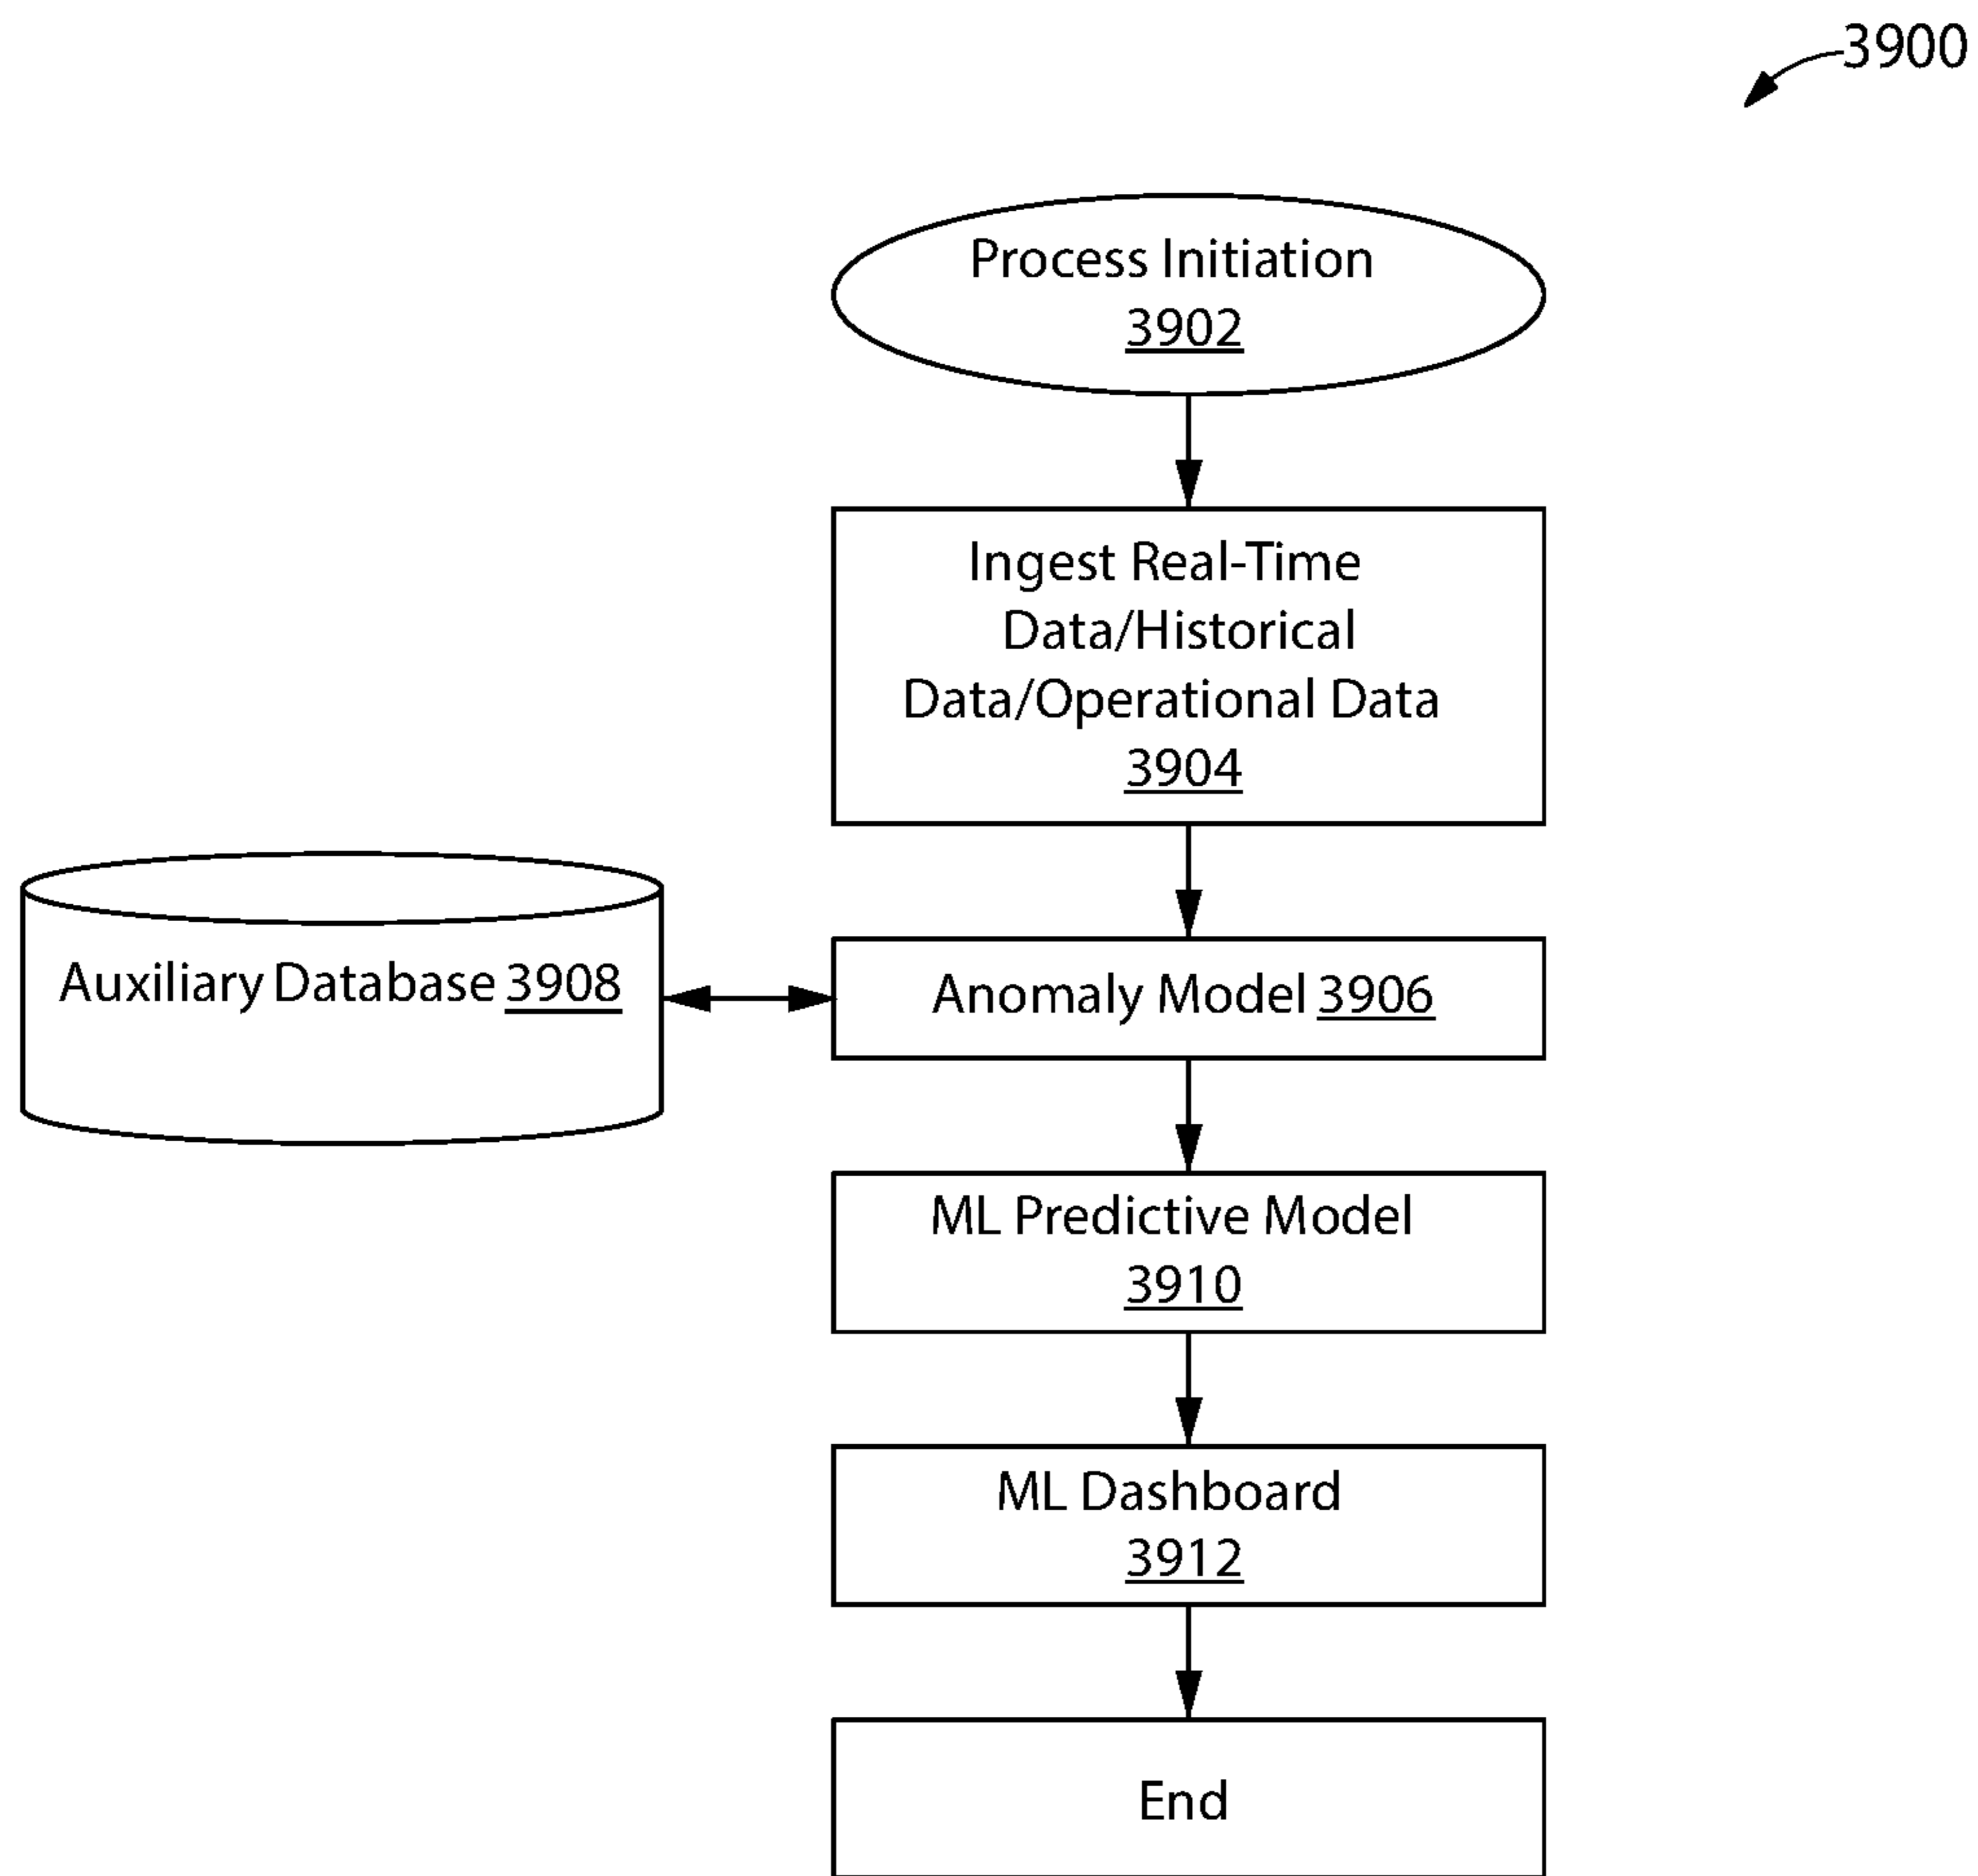 3900
Process Initiation
3902
Ingest Real-Time
Data/Historical
Data/Operational Data
3904
Auxiliary Database 3908
Anomaly Model 3906
ML Predictive Model
3910
ML Dashboard
3912
End